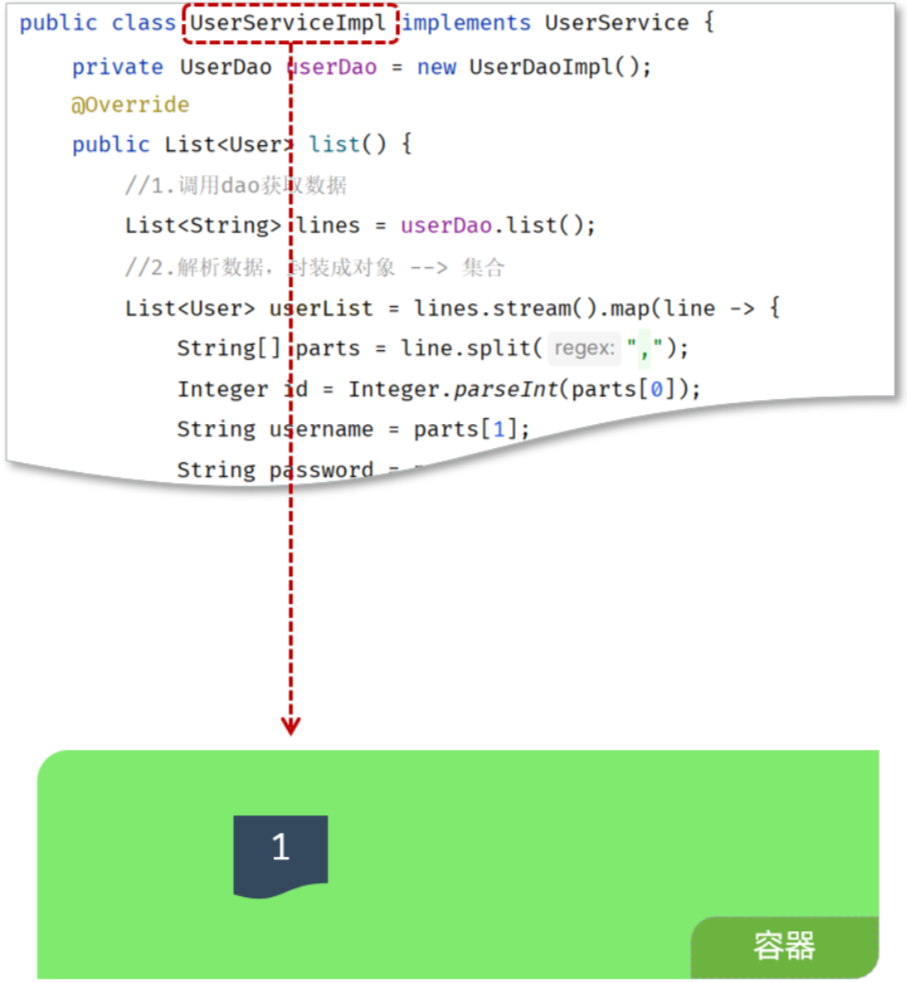 public class UserServiceImpl implements UserService {
private UserDao userDao = new UserDaoImpl();
@Override
public List<User> list() {
//1.调用dao获取数据
List<String> lines = userDao.list();
//2.解析数据，封装成对象 --> 集合
List<User> userList = lines.stream().map(line -> {
String[] parts = line.split( regex: ",");
Integer id = Integer.parseInt(parts[0]);
String username = parts[1];
String password =
1
容器